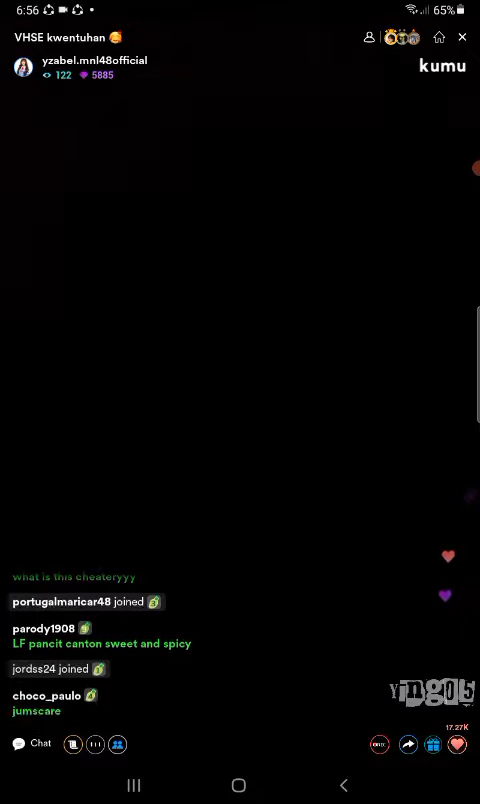 6:56
65%
VHSE kwentuhan 🥰
yzabel.mnl48official
122 5885
kumu
what is this cheateryyy
portugalmaricar48 joined
parody1908
LF pancit canton sweet and spicy
jordss24 joined
choco_paulo
jumscare
Yingo05
17.27K
Chat